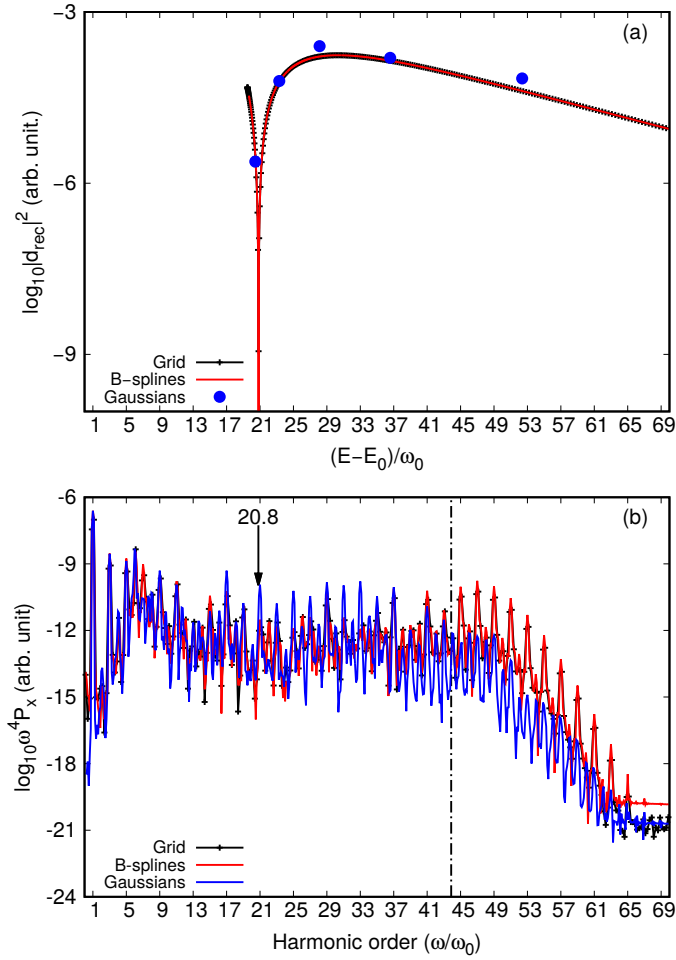 (a)
−3
−6
−9
log₁₀|d_rec|² (arb. unit.)
Grid
B−splines
Gaussians
1 5 9 13 17 21 25 29 33 37 41 45 49 53 57 61 65 69
(E−E₀)/ω₀
(b)
20.8
−6
−9
−12
−15
−18
−21
−24
log₁₀ω⁴Pₓ (arb. unit)
Grid
B-splines
Gaussians
1 5 9 13 17 21 25 29 33 37 41 45 49 53 57 61 65 69
Harmonic order (ω/ω₀)